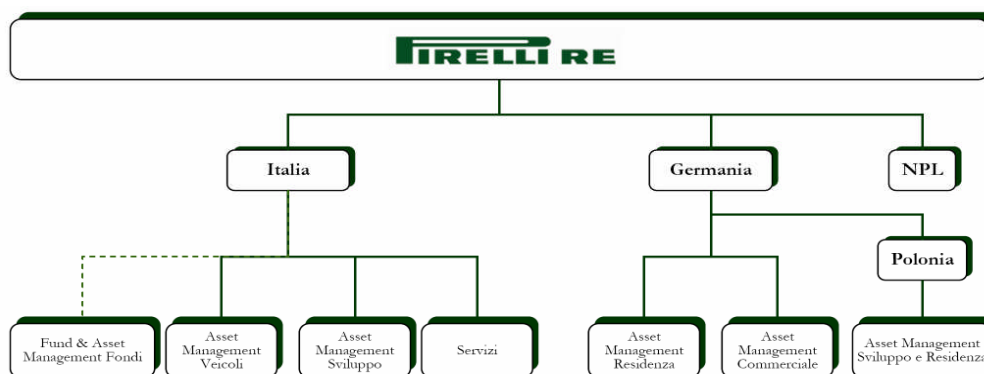 PIRELLI RE
Italia
Germania
NPL
Polonia
Fund & Asset
Management Fondi
Asset
Management
Veicoli
Asset
Management
Sviluppo
Servizi
Asset
Management
Residenza
Asset
Management
Commerciale
Asset Management
Sviluppo e Residenza